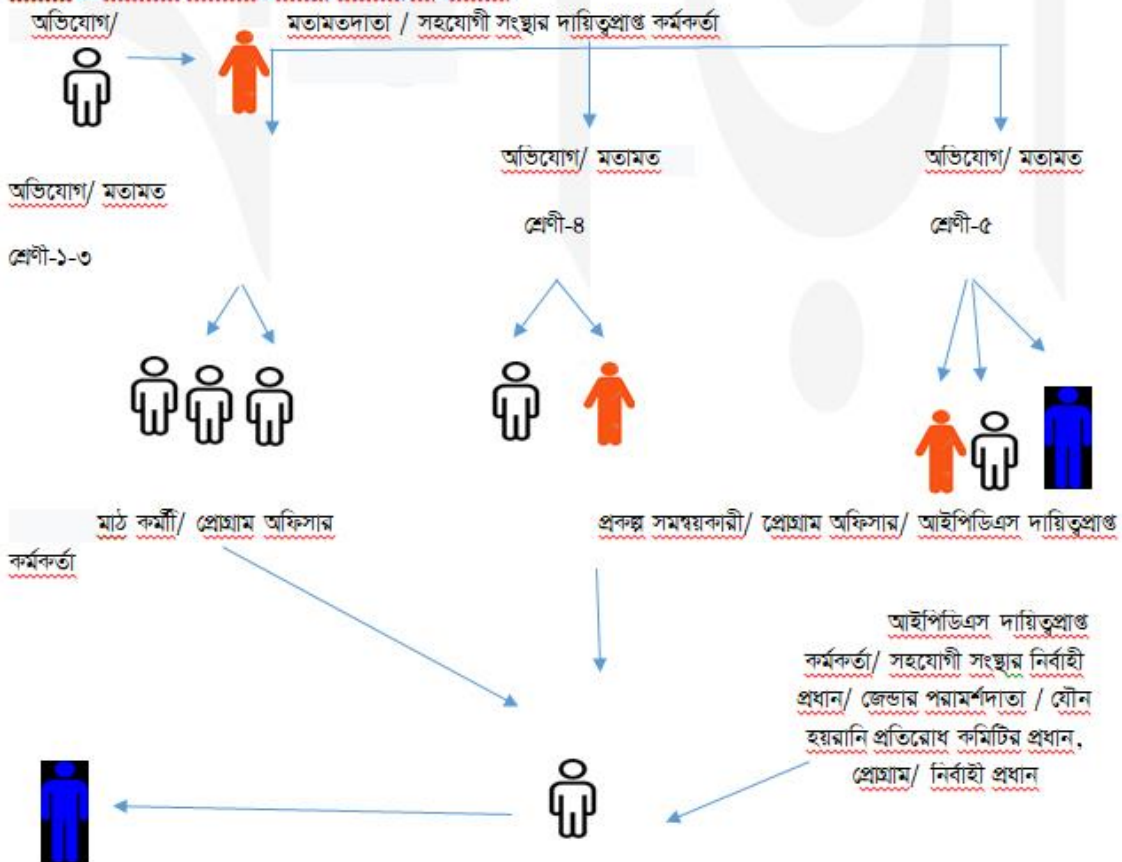 অভিযোগ/ মতামতদাতা / সহযোগী সংস্থার দায়িত্বপ্রাপ্ত কর্মকর্তা
অভিযোগ/ মতামত
শ্রেণী-১-৩
অভিযোগ/ মতামত
শ্রেণী-৪
অভিযোগ/ মতামত
শ্রেণী-৫
মাঠ কর্মী/ প্রোগ্রাম অফিসার প্রকল্প সমন্বয়কারী/ প্রোগ্রাম অফিসার/ আইপিডিএস দায়িত্বপ্রাপ্ত
কর্মকর্তা
আইপিডিএস দায়িত্বপ্রাপ্ত
কর্মকর্তা/ সহযোগী সংস্থার নির্বাহী
প্রধান/ জেন্ডার পরামর্শদাতা / যৌন
হয়রানি প্রতিরোধ কমিটির প্রধান,
প্রোগ্রাম/ নির্বাহী প্রধান